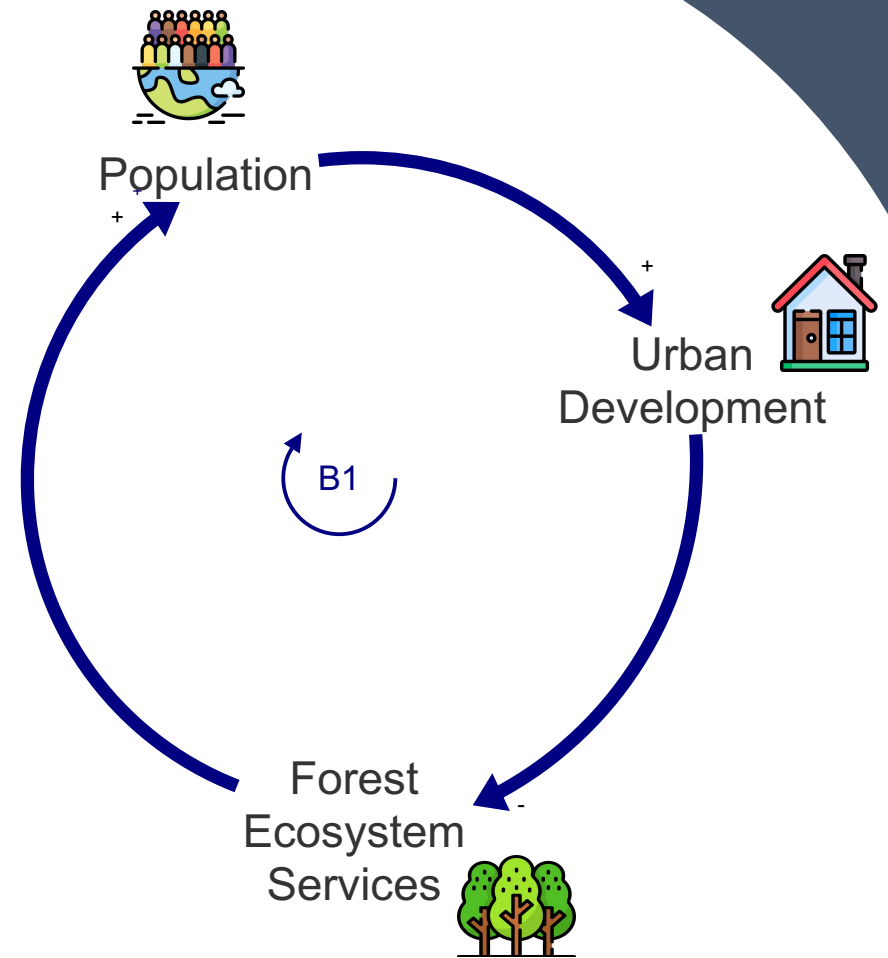 Population
+
+
+
Urban
Development
B1
Forest
Ecosystem
Services
-